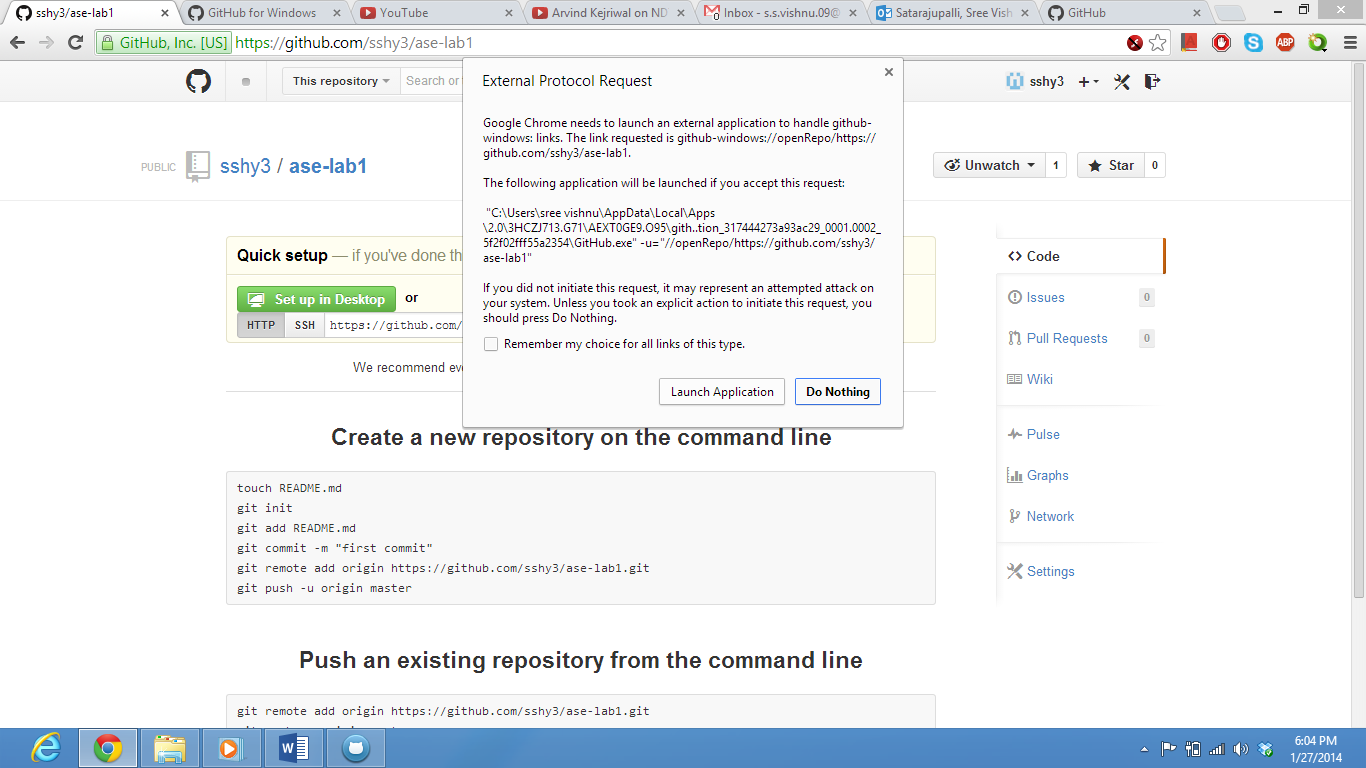 sshy3/ase-lab1
GitHub for Windows
YouTube
Arvind Kejriwal on ND
Inbox - s.s.vishnu.09@
Satarajupalli, Sree Vish
GitHub
GitHub, Inc. [US] https://github.com/sshy3/ase-lab1
ABP
This repository
Search or
sshy3
External Protocol Request
Google Chrome needs to launch an external application to handle github-
windows: links. The link requested is github-windows://openRepo/https://
github.com/sshy3/ase-lab1.
The following application will be launched if you accept this request:
"C:\Users\sree vishnu\AppData\Local\Apps
\2.0\3HCZJ713.G71\AEXT0GE9.O95\gith..tion_317444273a93ac29_0001.0002_
5f2f02fff55a2354\GitHub.exe" -u="//openRepo/https://github.com/sshy3/
ase-lab1"
If you did not initiate this request, it may represent an attempted attack on
your system. Unless you took an explicit action to initiate this request, you
should press Do Nothing.
Remember my choice for all links of this type.
Launch Application
Do Nothing
PUBLIC
sshy3 / ase-lab1
Unwatch
1
Star
0
Quick setup — if you've done th
Set up in Desktop
or
HTTP
SSH
https://github.com/
We recommend eve
Create a new repository on the command line
touch README.md
git init
git add README.md
git commit -m "first commit"
git remote add origin https://github.com/sshy3/ase-lab1.git
git push -u origin master
Push an existing repository from the command line
git remote add origin https://github.com/sshy3/ase-lab1.git
Code
Issues
0
Pull Requests
0
Wiki
Pulse
Graphs
Network
Settings
6:04 PM
1/27/2014